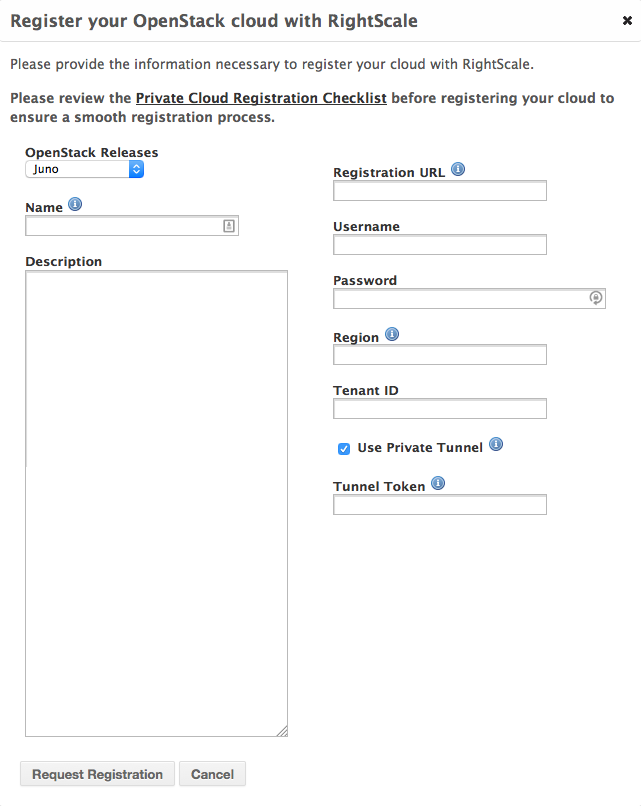 Register your OpenStack cloud with RightScale
Please provide the information necessary to register your cloud with RightScale.
Please review the Private Cloud Registration Checklist before registering your cloud to
ensure a smooth registration process.
OpenStack Releases
Juno
Name
Description
Registration URL
Username
Password
Region
Tenant ID
Use Private Tunnel
Tunnel Token
Request Registration
Cancel